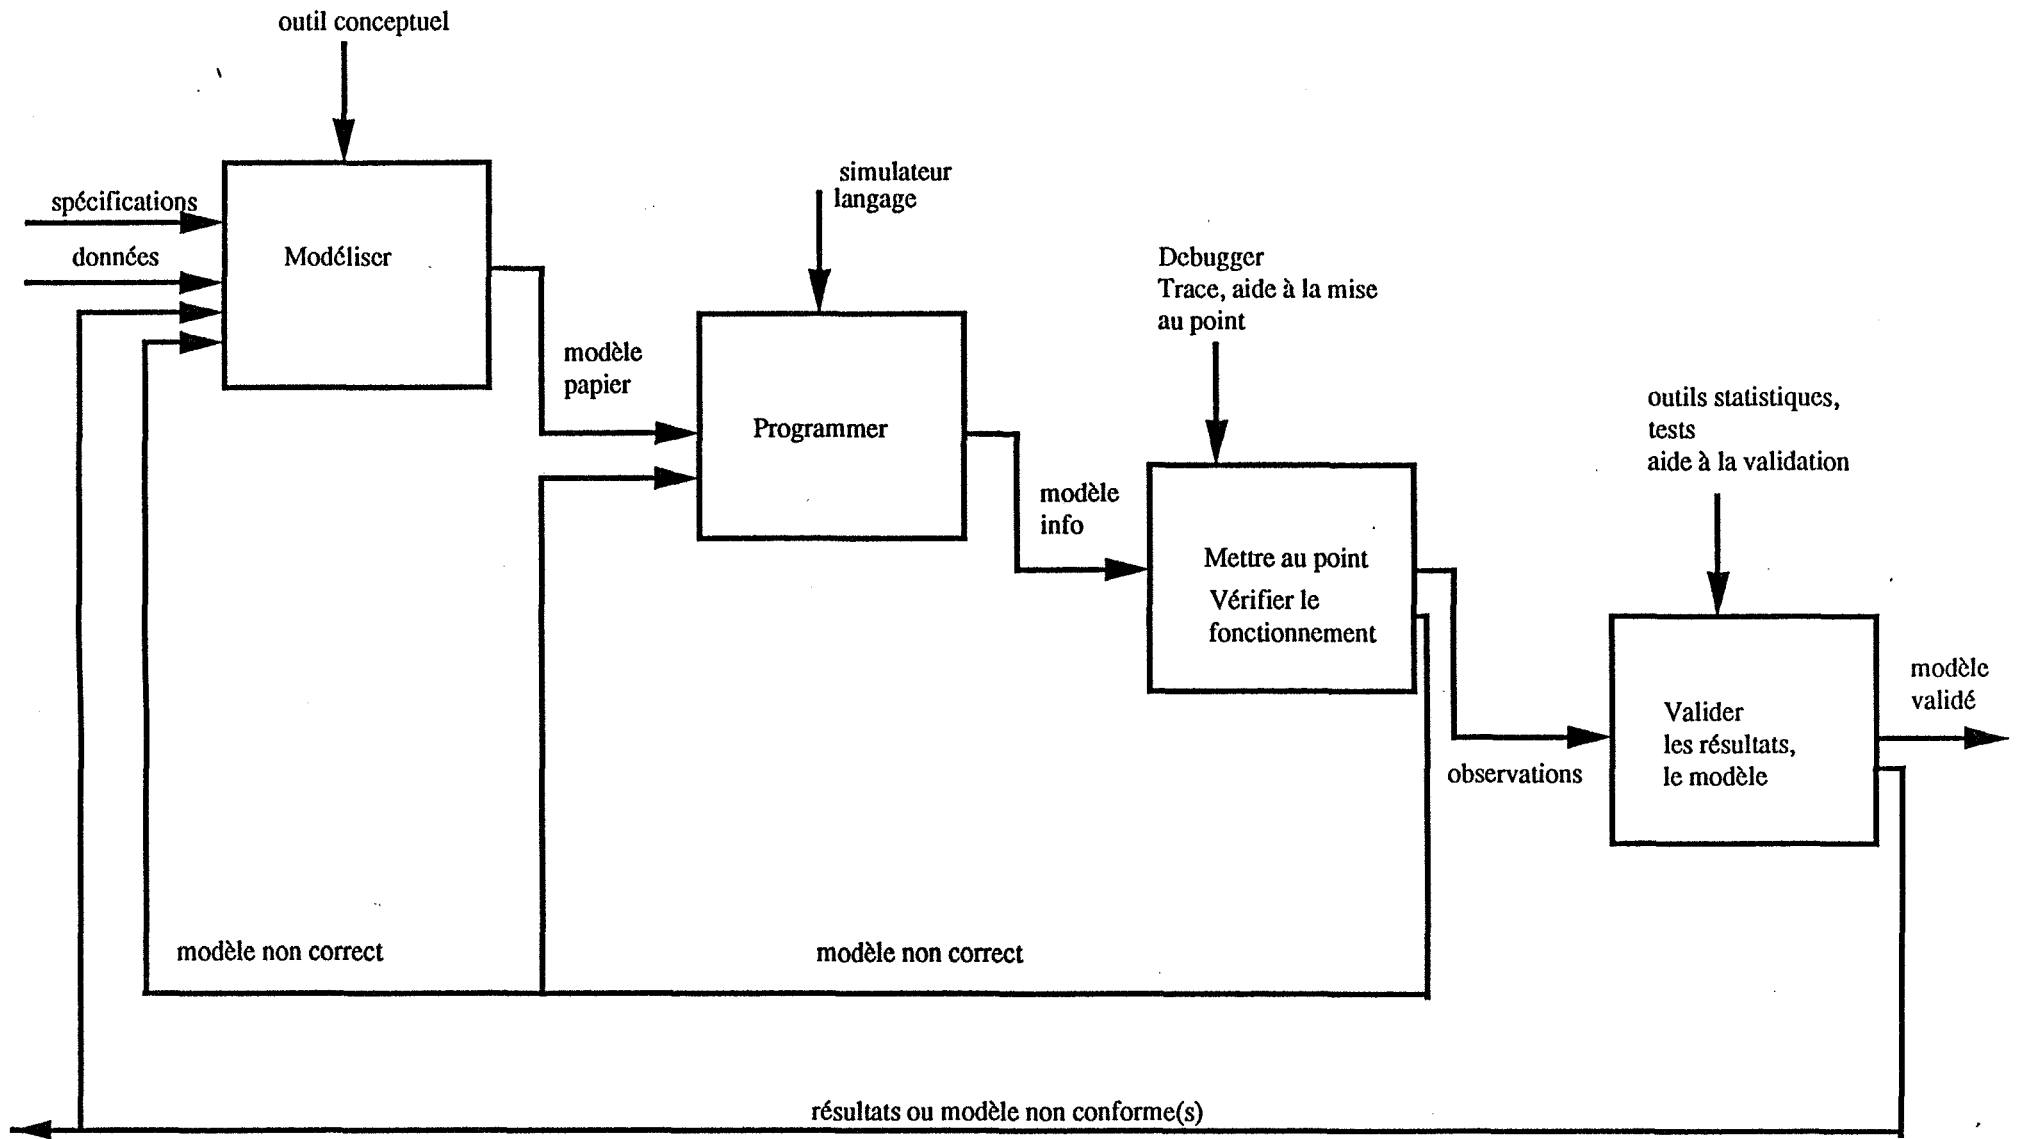 outil conceptuel
spécifications
données
Modéliser
simulateur
langage
modèle
papier
Programmer
Debugger
Trace, aide à la mise
au point
modèle
info
Mettre au point
Vérifier le
fonctionnement
outils statistiques,
tests
aide à la validation
observations
Valider
les résultats,
le modèle
modèle
validé
modèle non correct
modèle non correct
résultats ou modèle non conforme(s)